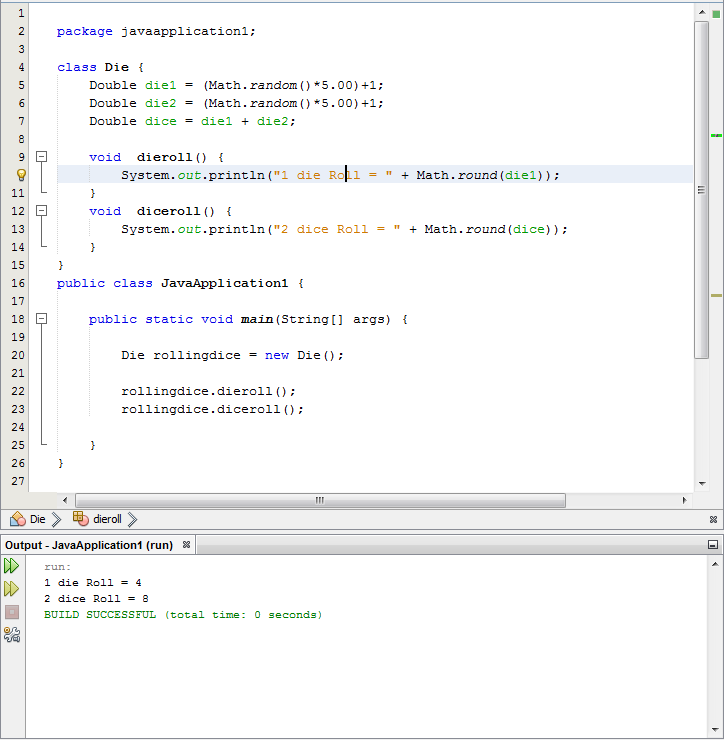 1
2 package javaapplication1;
3
4 class Die {
5 Double die1 = (Math.random()*5.00)+1;
6 Double die2 = (Math.random()*5.00)+1;
7 Double dice = die1 + die2;
8
9 void  dieroll() {
System.out.println("1 die Roll = " + Math.round(die1));
11 }
12 void  diceroll() {
13 System.out.println("2 dice Roll = " + Math.round(dice));
14 }
15 }
16 public class JavaApplication1 {
17
18 public static void main(String[] args) {
19
20 Die rollingdice = new Die();
21
22 rollingdice.dieroll();
23 rollingdice.diceroll();
24
25 }
26 }
27
Die dieroll
Output - JavaApplication1 (run)
run:
1 die Roll = 4
2 dice Roll = 8
BUILD SUCCESSFUL (total time: 0 seconds)